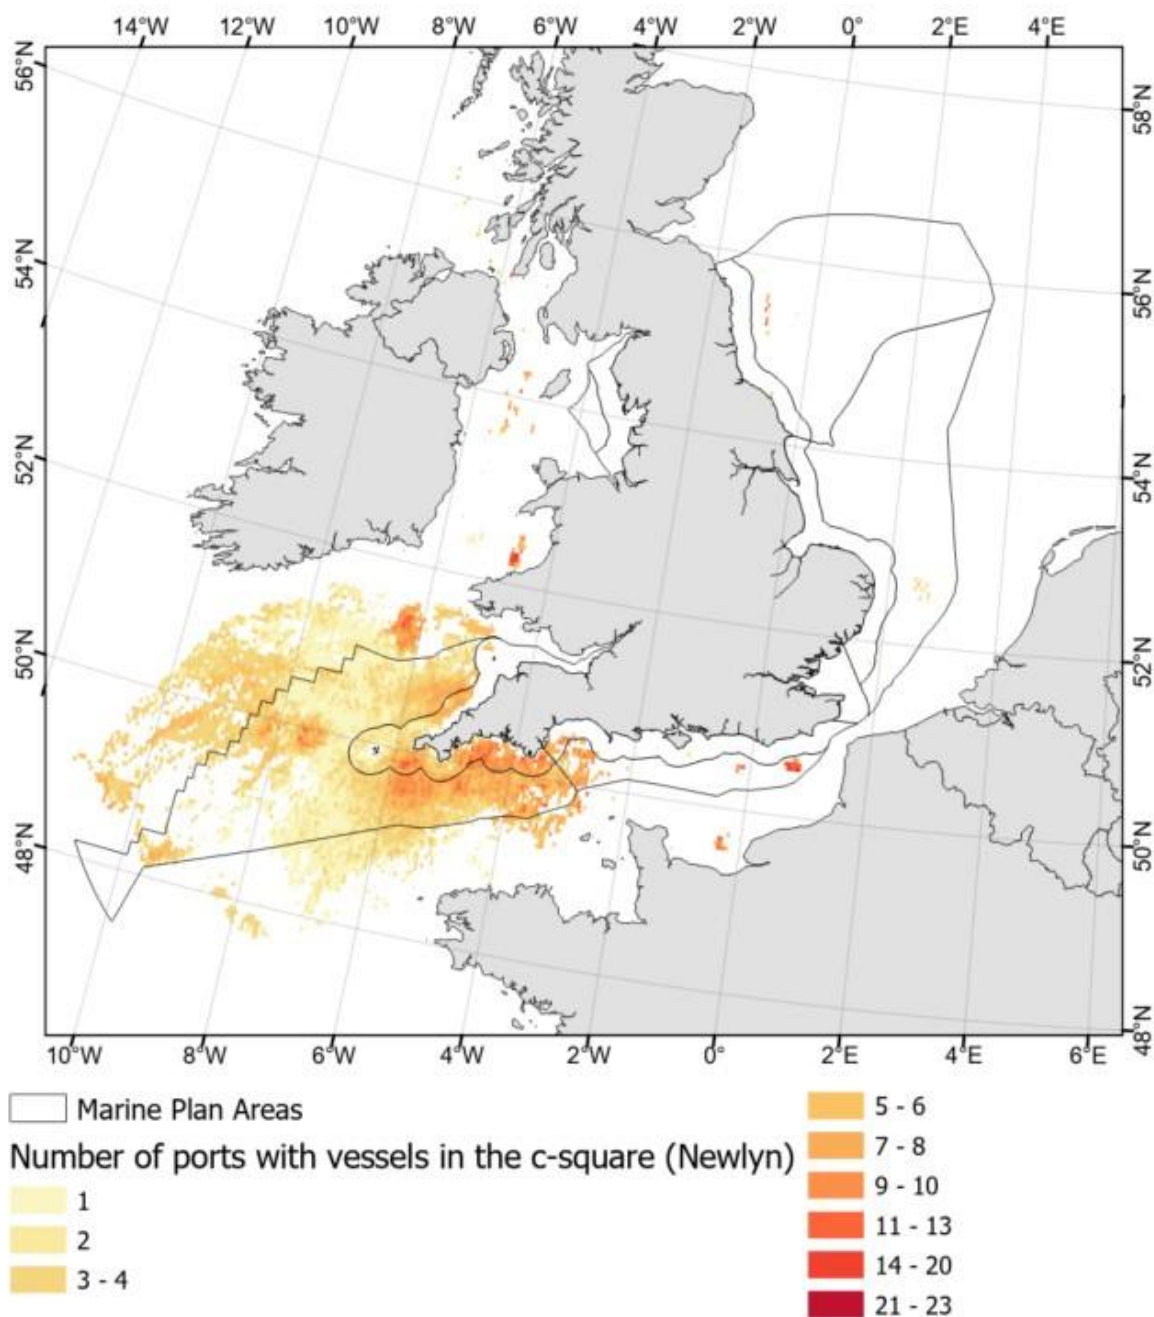 14°W 12°W 10°W 8°W 6°W 4°W 2°W 0° 2°E 4°E
56°N
58°N
54°N
56°N
52°N
54°N
50°N
52°N
48°N
50°N
48°N
10°W 8°W 6°W 4°W 2°W 0° 2°E 4°E 6°E
Marine Plan Areas
Number of ports with vessels in the c-square (Newlyn)
1
2
3 - 4
5 - 6
7 - 8
9 - 10
11 - 13
14 - 20
21 - 23